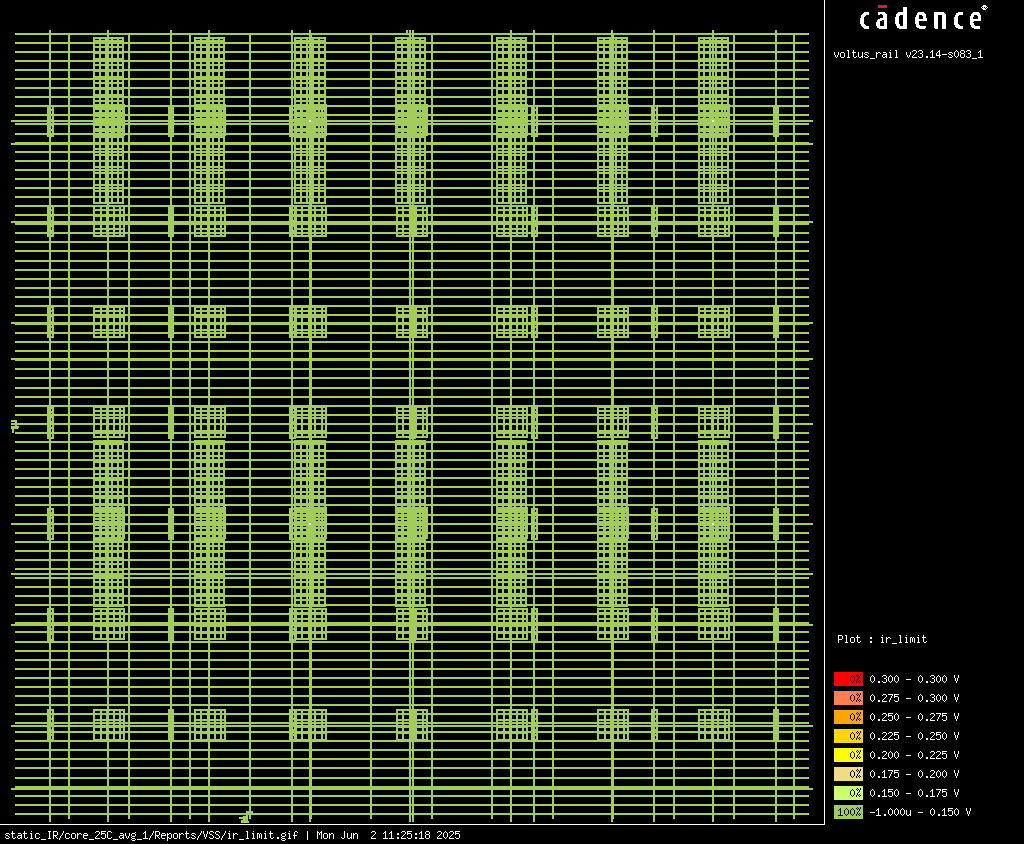 cādence®
voltus_rail v23.14-s083_1
Plot : ir_limit
0% 0.300 - 0.300 V
0% 0.275 - 0.300 V
0% 0.250 - 0.275 V
0% 0.225 - 0.250 V
0% 0.200 - 0.225 V
0% 0.175 - 0.200 V
0% 0.150 - 0.175 V
100% -1.000u - 0.150 V
static_IR/core_25C_avg_1/Reports/VSS/ir_limit.gif | Mon Jun  2 11:25:18 2025